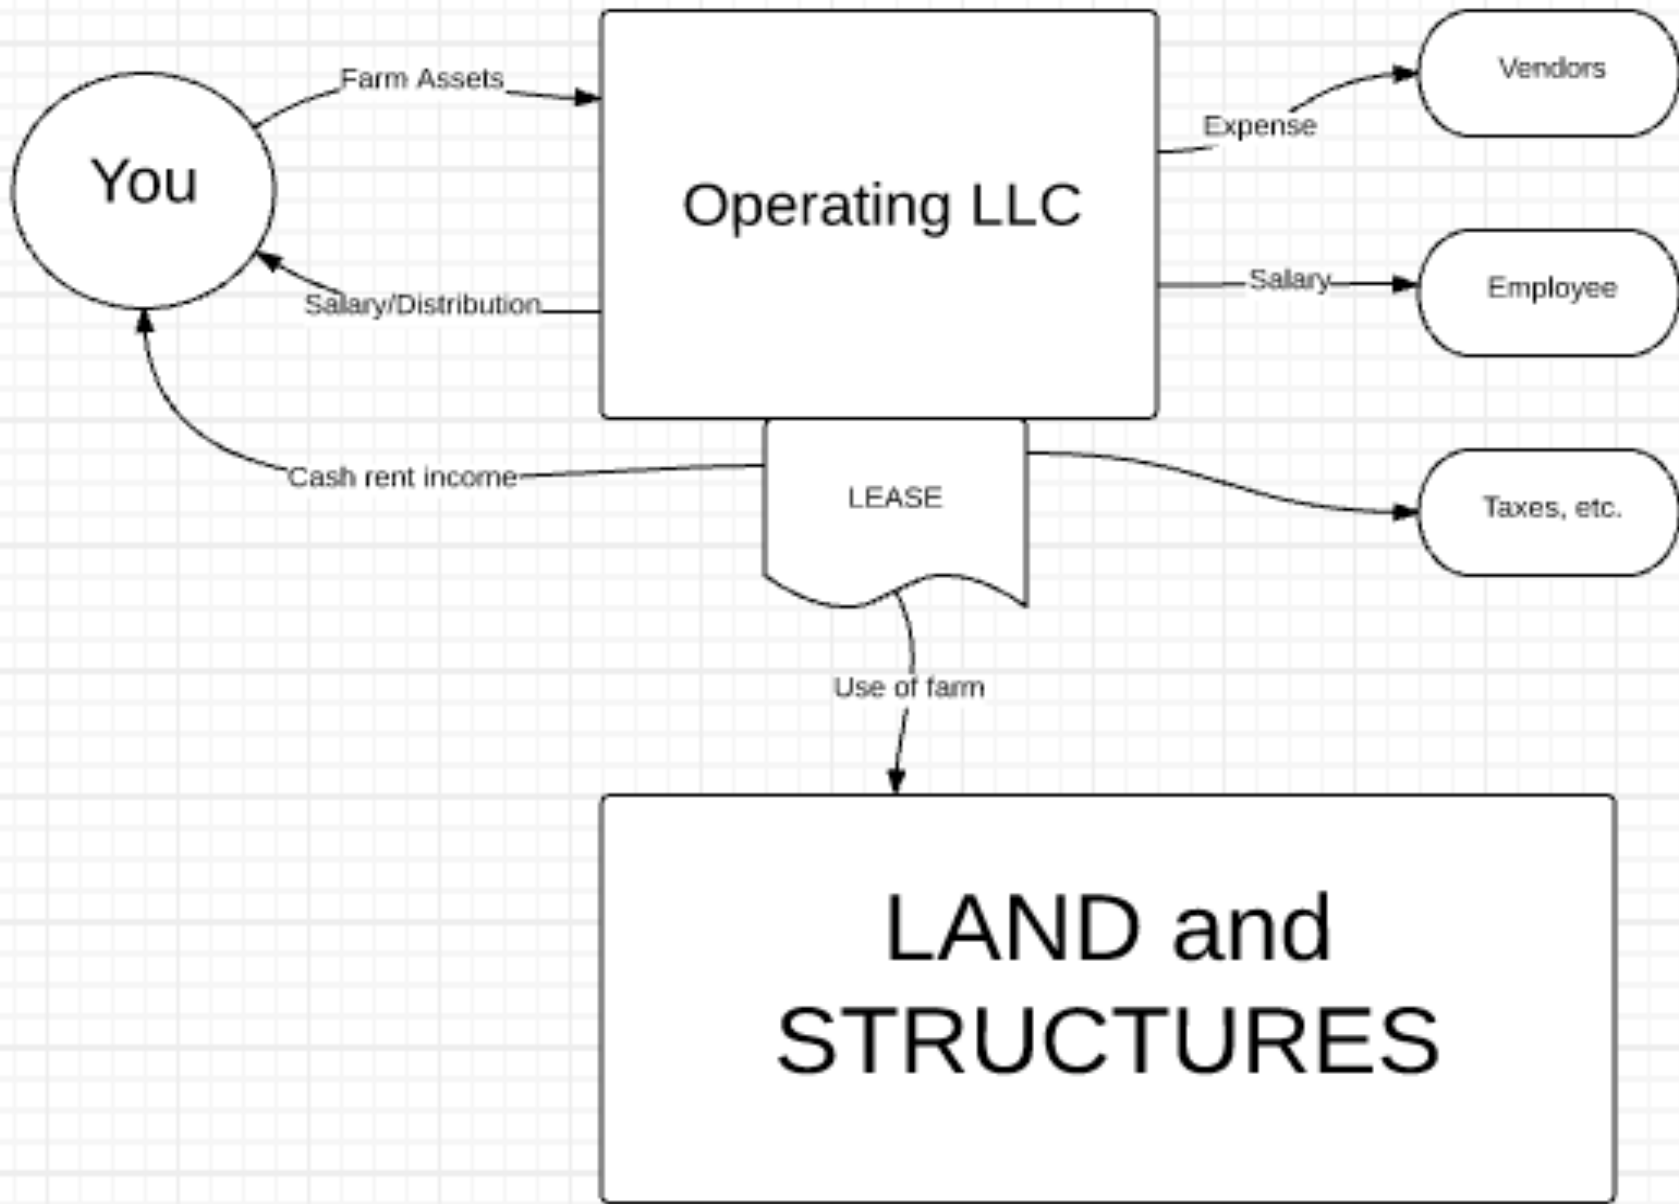 Farm Assets
Vendors
Expense
You
Operating LLC
Salary
Employee
Salary/Distribution
Cash rent income
LEASE
Taxes, etc.
Use of farm
LAND and
STRUCTURES